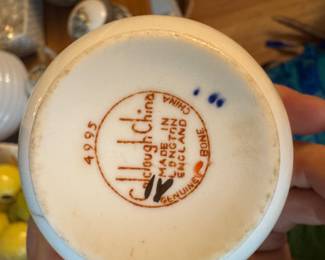 Colclough China
MADE IN
LONGTON
ENGLAND
GENUINE BONE CHINA
4995